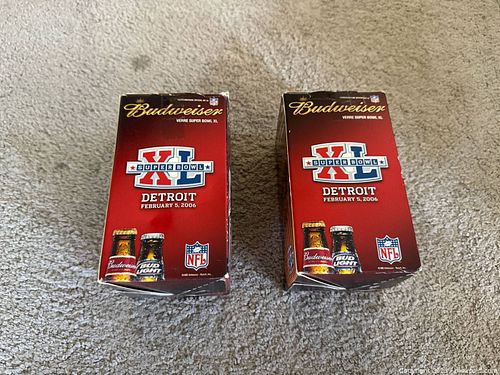 Budweiser
VERRE SUPER BOWL XL
XL
SUPER BOWL
DETROIT
FEBRUARY 5, 2006
Budweiser
BUD
LIGHT
NFL
Budweiser
VERRE SUPER BOWL XL
XL
SUPER BOWL
DETROIT
FEBRUARY 5, 2006
Budweiser
BUD
LIGHT
NFL